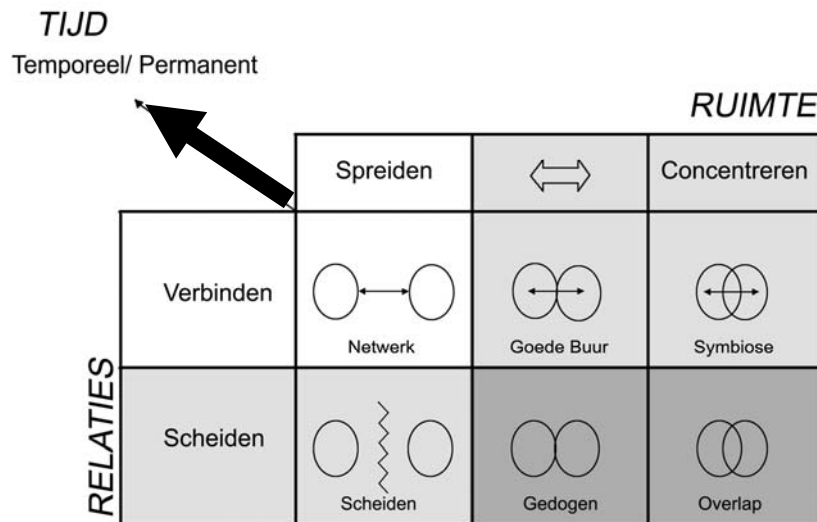 TIJD
Temporeel/ Permanent
RUIMTE
Spreiden
Concentreren
Verbinden
Netwerk
Goede Buur
Symbiose
RELATIES
Scheiden
Scheiden
Gedogen
Overlap